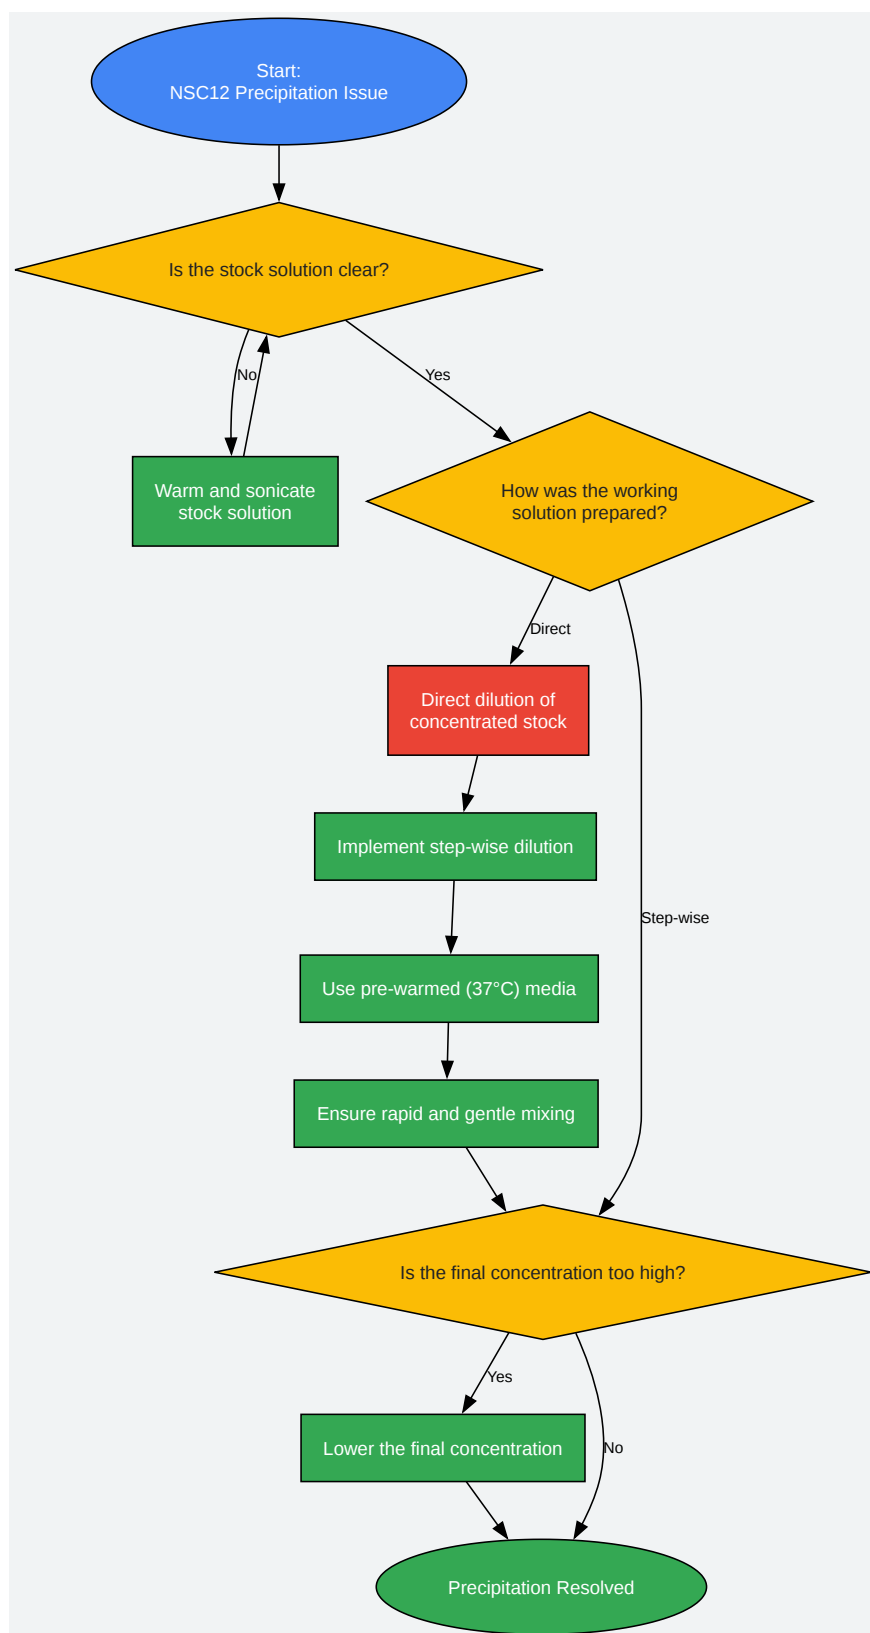 Start:
NSC12 Precipitation Issue
Is the stock solution clear?
No
Yes
Warm and sonicate
stock solution
How was the working
solution prepared?
Direct
Direct dilution of
concentrated stock
Implement step-wise dilution
Step-wise
Use pre-warmed (37°C) media
Ensure rapid and gentle mixing
Is the final concentration too high?
Yes
Lower the final concentration
No
Precipitation Resolved